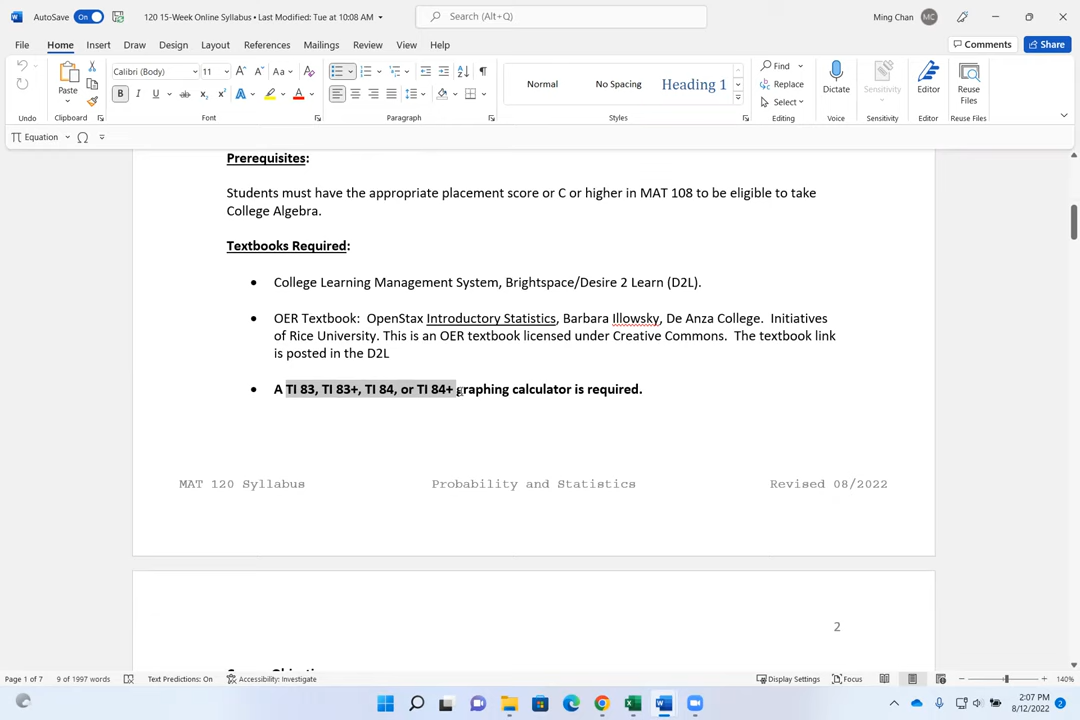 AutoSave On 120 15-Week Online Syllabus • Last Modified: Tue at 10:08 AM Search (Alt+Q) Ming Chan MC
File Home Insert Draw Design Layout References Mailings Review View Help Comments Share
Calibri (Body) 11 A A Aa A
Paste B I U ab x₂ x² A A
Normal No Spacing Heading 1
Find
Replace
Select
Dictate Sensitivity Editor Reuse Files
Undo Clipboard Font Paragraph Styles Editing Voice Sensitivity Editor Reuse Files
π Equation Ω
Prerequisites:
Students must have the appropriate placement score or C or higher in MAT 108 to be eligible to take
College Algebra.
Textbooks Required:
• College Learning Management System, Brightspace/Desire 2 Learn (D2L).
• OER Textbook: OpenStax Introductory Statistics, Barbara Illowsky, De Anza College. Initiatives
of Rice University. This is an OER textbook licensed under Creative Commons. The textbook link
is posted in the D2L
• A TI 83, TI 83+, TI 84, or TI 84+ graphing calculator is required.
MAT 120 Syllabus Probability and Statistics Revised 08/2022
2
Page 1 of 7 9 of 1997 words Text Predictions: On Accessibility: Investigate Display Settings Focus 140%
2:07 PM
8/12/2022 2